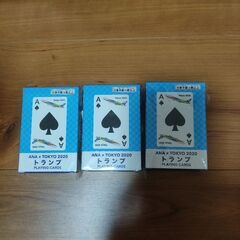 A
A
ANA × TOKYO 2020
トランプ
PLAYING CARDS
A
A
ANA × TOKYO 2020
トランプ
PLAYING CARDS
A
A
ANA × TOKYO 2020
トランプ
PLAYING CARDS